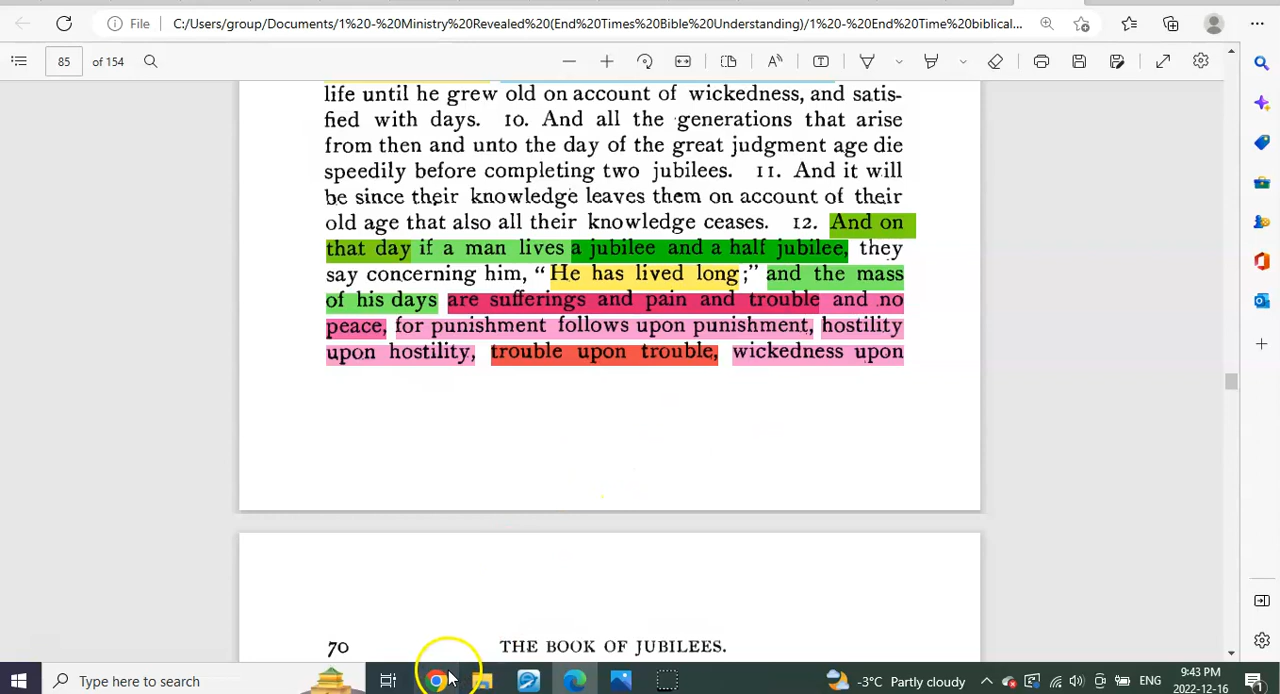 File
C:/Users/group/Documents/1%20-%20Ministry%20Revealed%20(End%20Times%20Bible%20Understanding)/1%20-%20End%20Time%20biblical...
85 of 154
life until he grew old on account of wickedness, and satis-
fied with days. 10. And all the generations that arise
from then and unto the day of the great judgment age die
speedily before completing two jubilees. 11. And it will
be since their knowledge leaves them on account of their
old age that also all their knowledge ceases. 12. And on
that day if a man lives a jubilee and a half jubilee, they
say concerning him, “He has lived long;” and the mass
of his days are sufferings and pain and trouble and no
peace, for punishment follows upon punishment, hostility
upon hostility, trouble upon trouble, wickedness upon
70 THE BOOK OF JUBILEES.
Type here to search
-3°C Partly cloudy
ENG
9:43 PM
2022-12-16
1